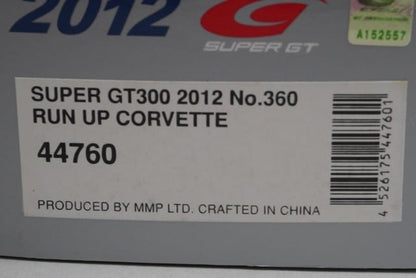 2012
SUPER GT
A152557
SUPER GT300 2012 No.360
RUN UP CORVETTE
44760
4 526175 447601
PRODUCED BY MMP LTD. CRAFTED IN CHINA